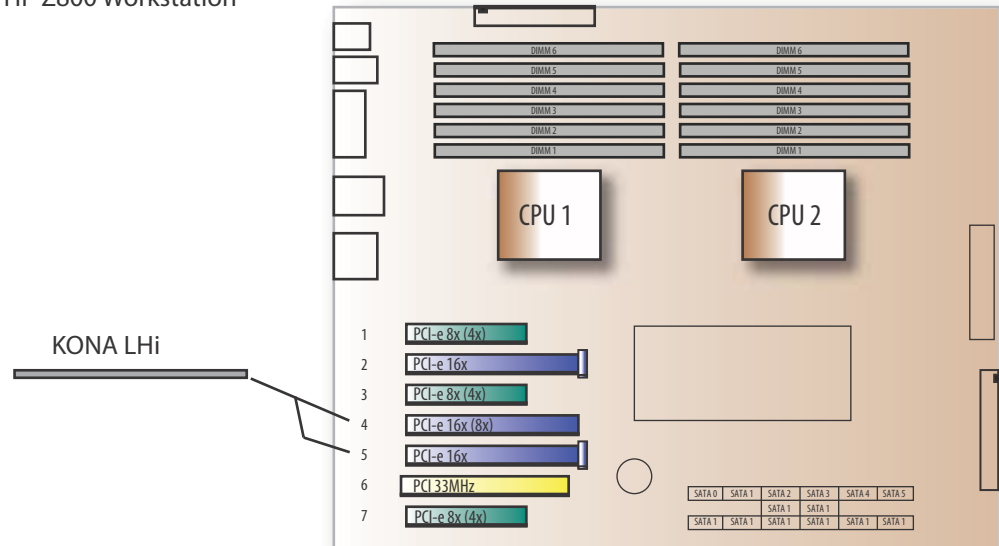 HP Z800 Workstation
DIMM 6 DIMM 6
DIMM 5 DIMM 5
DIMM 4 DIMM 4
DIMM 3 DIMM 3
DIMM 2 DIMM 2
DIMM 1 DIMM 1
CPU 1 CPU 2
KONA LHi
1 PCI-e 8x (4x)
2 PCI-e 16x
3 PCI-e 8x (4x)
4 PCI-e 16x (8x)
5 PCI-e 16x
6 PCI 33MHz
7 PCI-e 8x (4x)
SATA 0 SATA 1 SATA 2 SATA 3 SATA 4 SATA 5
SATA 1 SATA 1
SATA 1 SATA 1 SATA 1 SATA 1 SATA 1 SATA 1